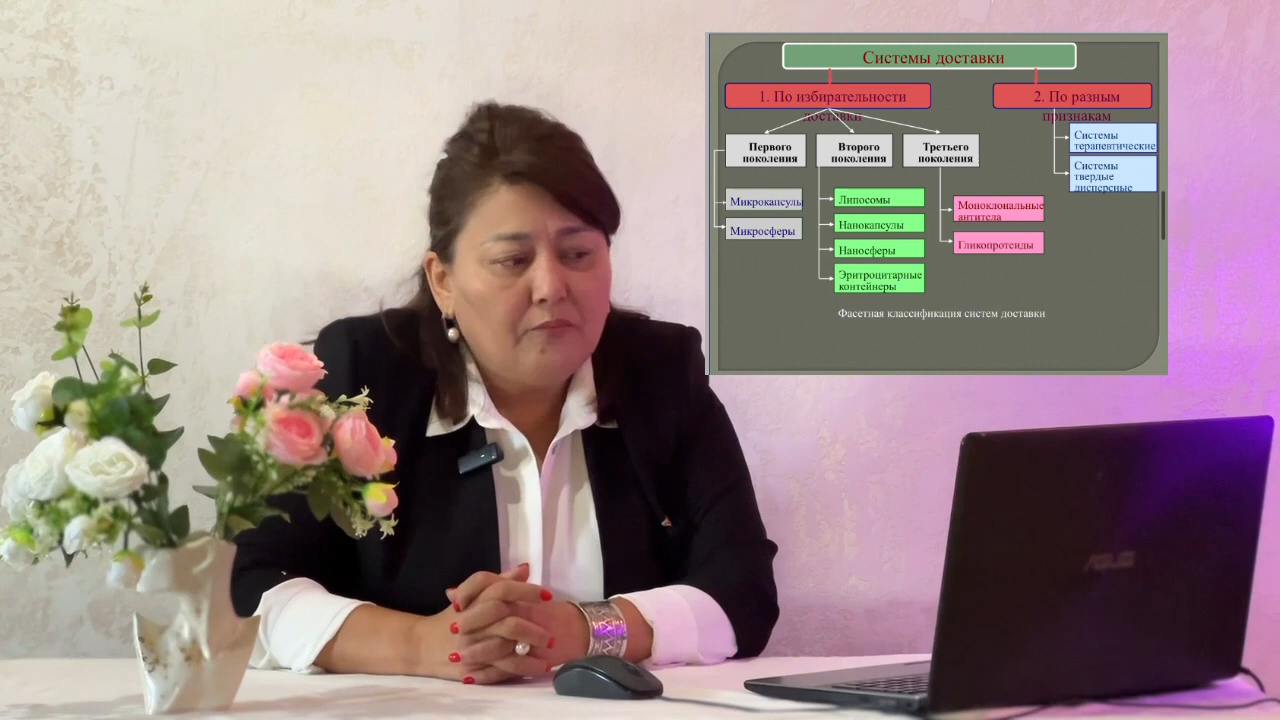 Системы доставки
1. По избирательности
доставки
2. По разным
признакам
Первого
поколения
Второго
поколения
Третьего
поколения
Системы
терапевтические
Системы
твердые
дисперсные
Микрокапсулы
Микросферы
Липосомы
Нанокапсулы
Наносферы
Эритроцитарные
контейнеры
Моноклональные
антитела
Гликопротеиды
Фасетная классификация систем доставки
ASUS